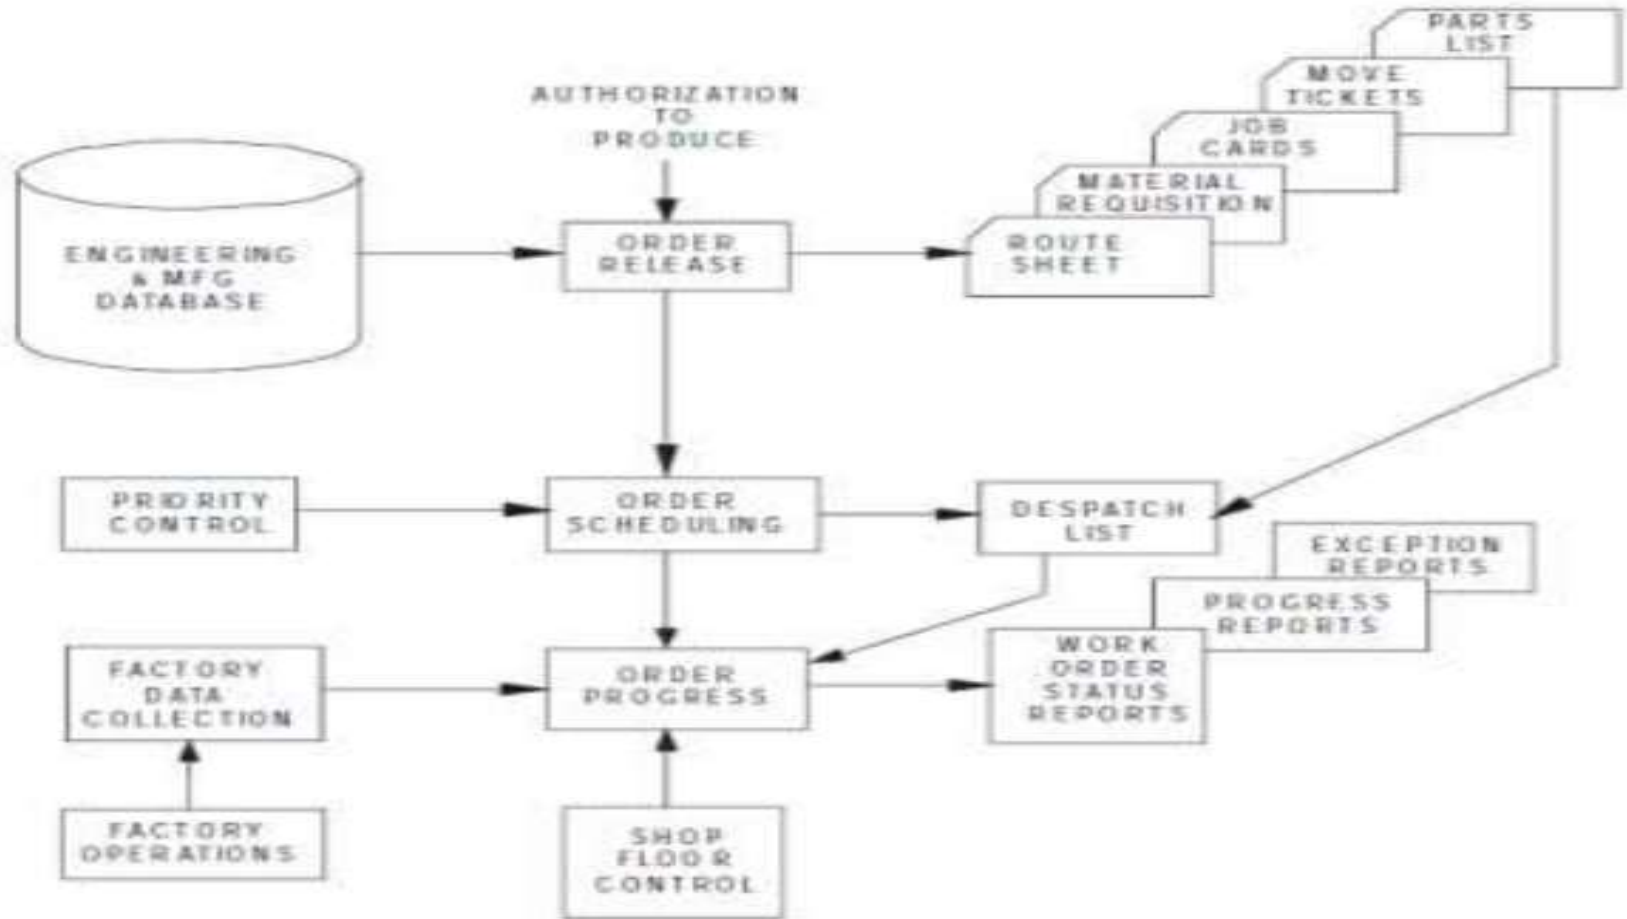 PARTS
LIST
MOVE
TICKETS
JOB
CARDS
MATERIAL
REQUISITION
ROUTE
SHEET
AUTHORIZATION
TO
PRODUCE
ORDER
RELEASE
ENGINEERING
& MFG
DATABASE
PRIORITY
CONTROL
ORDER
SCHEDULING
DESPATCH
LIST
EXCEPTION
REPORTS
PROGRESS
REPORTS
WORK
ORDER
STATUS
REPORTS
FACTORY
DATA
COLLECTION
ORDER
PROGRESS
FACTORY
OPERATIONS
SHOP
FLOOR
CONTROL